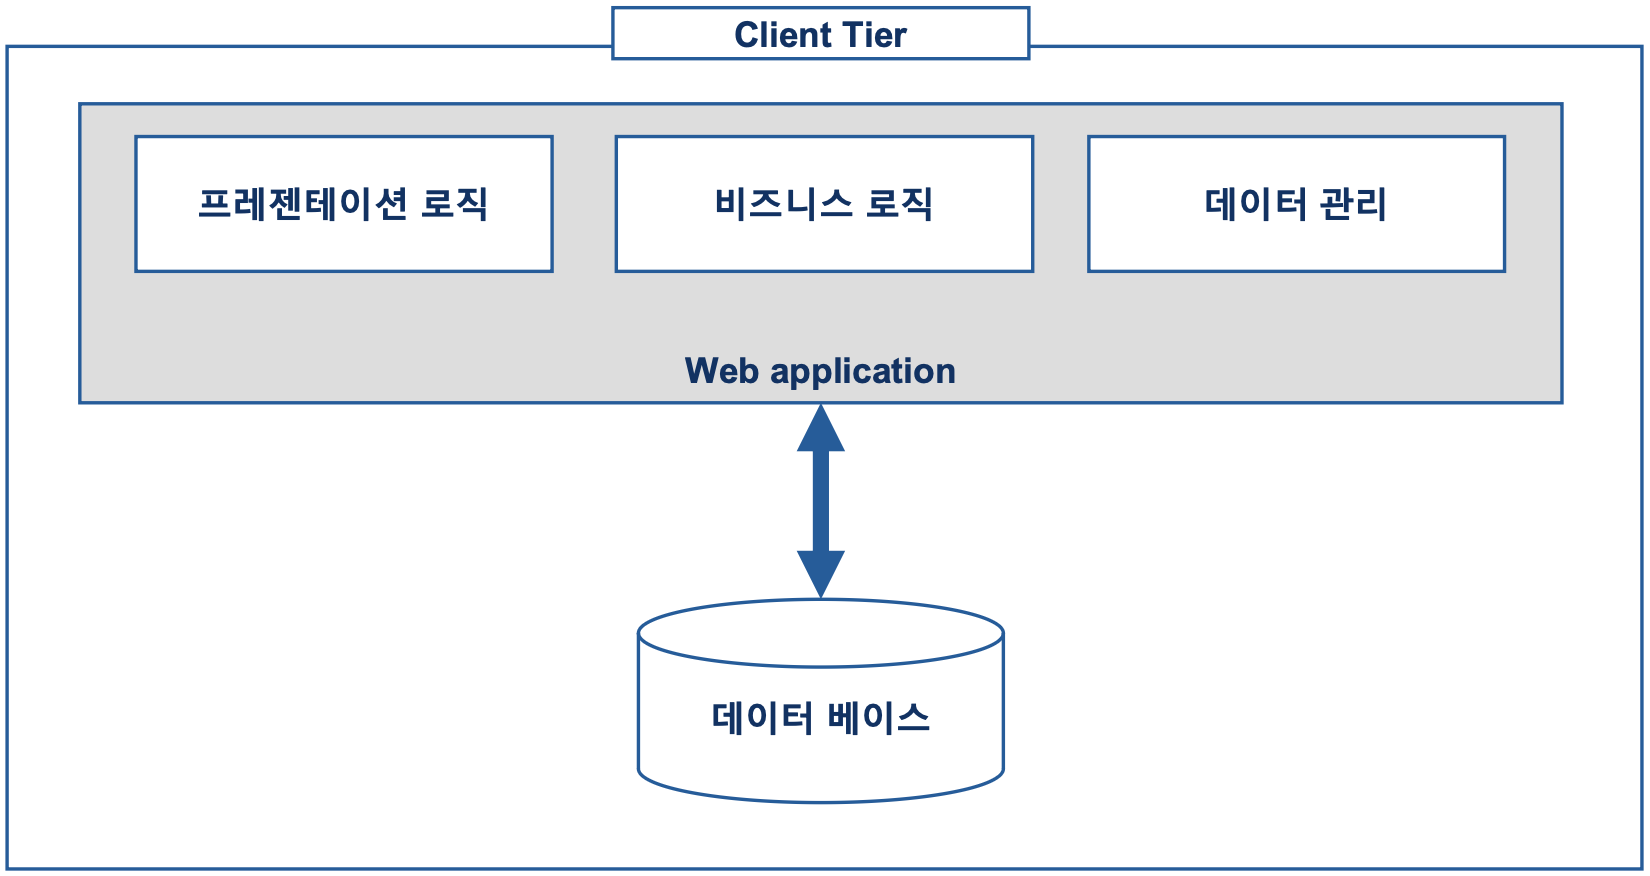 Client Tier
프레젠테이션 로직
비즈니스 로직
데이터 관리
Web application
데이터 베이스